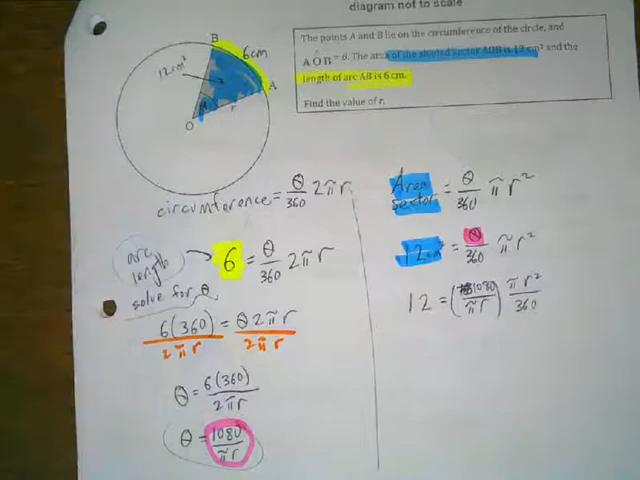 diagram not to scale
The points A and B lie on the circumference of the circle, and
AÔB = θ. The area of the shaded sector AOB is 12 cm² and the
length of arc AB is 6 cm.
Find the value of r.
B
6cm
12cm²
A
θ
r
O
circumference = θ/360 2πr
arc length → 6 = θ/360 2πr
solve for θ
6(360)/2πr = θ2πr/2πr
θ = 6(360)/2πr
θ = 1080/πr
Area sector = θ/360 πr²
12cm² = θ/360 πr²
12 = (1080/πr) πr²/360